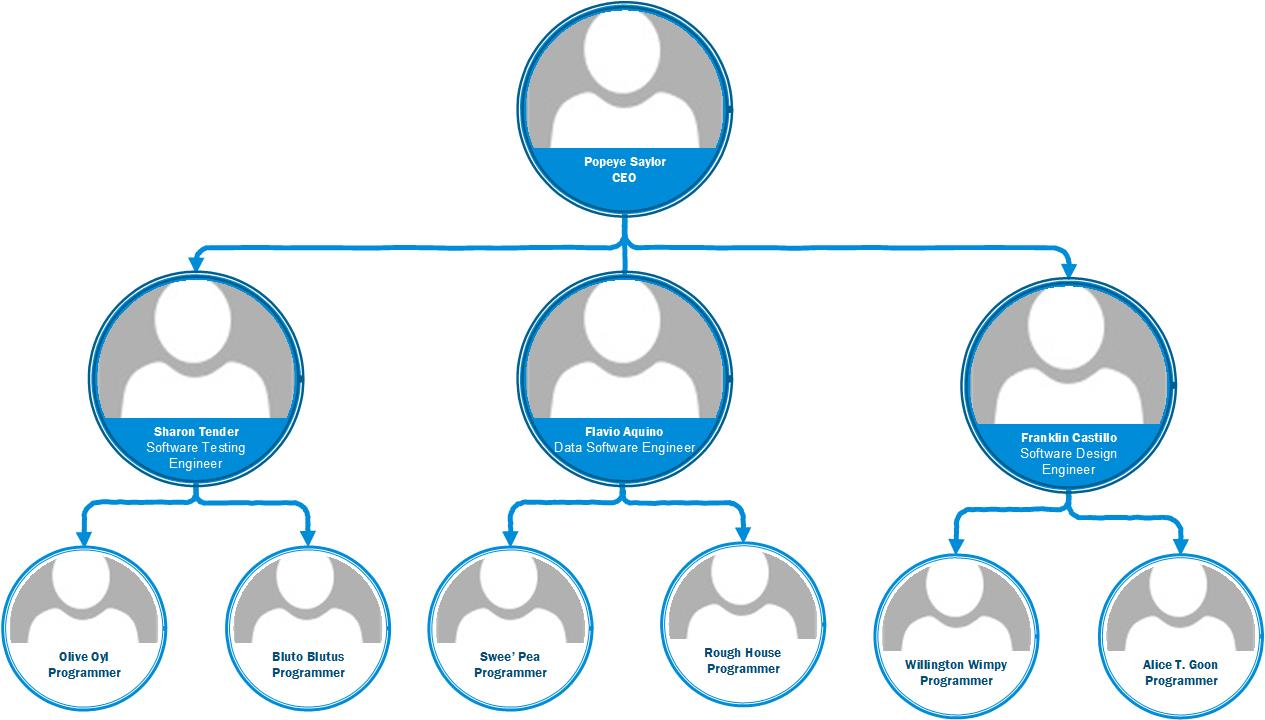 Popeye Saylor
CEO
Sharon Tender
Software Testing
Engineer
Flavio Aquino
Data Software Engineer
Franklin Castillo
Software Design
Engineer
Olive Oyl
Programmer
Bluto Blutus
Programmer
Swee’ Pea
Programmer
Rough House
Programmer
Willington Wimpy
Programmer
Alice T. Goon
Programmer